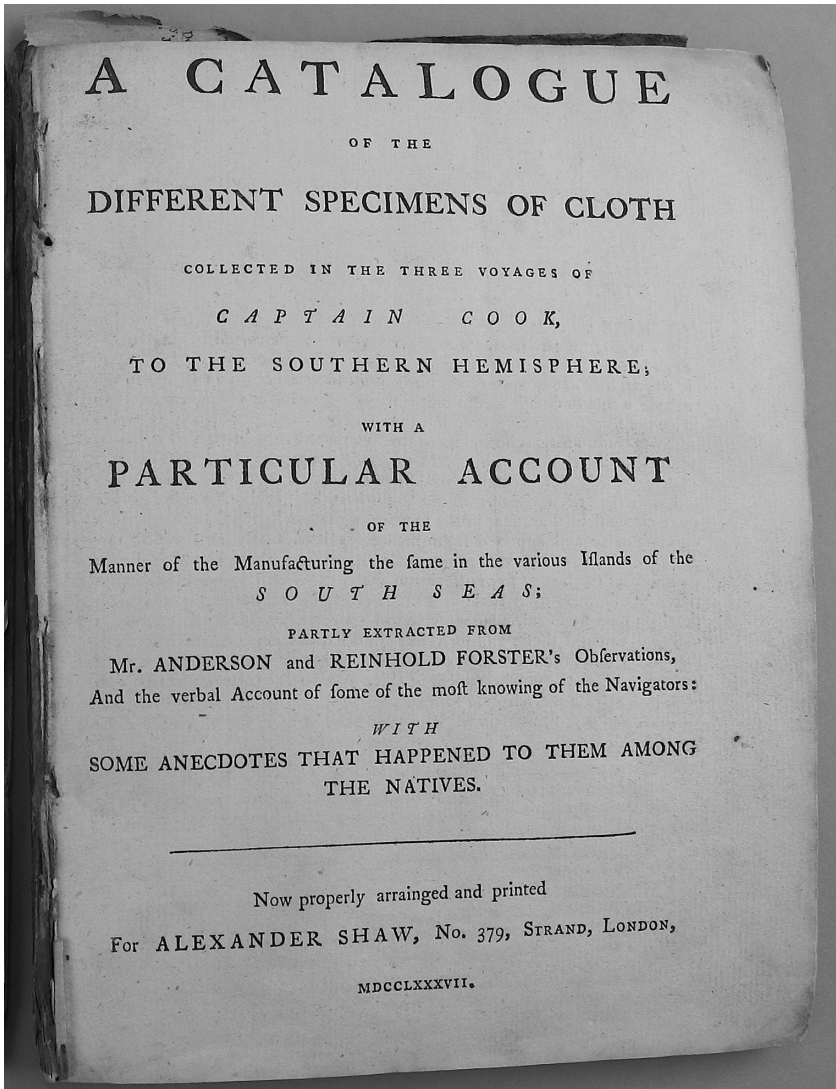 A CATALOGUE
OF THE
DIFFERENT SPECIMENS OF CLOTH
COLLECTED IN THE THREE VOYAGES OF
CAPTAIN COOK,
TO THE SOUTHERN HEMISPHERE;
WITH A
PARTICULAR ACCOUNT
OF THE
Manner of the Manufacturing the ſame in the various Iſlands of the
SOUTH SEAS;
PARTLY EXTRACTED FROM
Mr. ANDERSON and REINHOLD FORSTER's Obſervations,
And the verbal Account of ſome of the moſt knowing of the Navigators:
WITH
SOME ANECDOTES THAT HAPPENED TO THEM AMONG
THE NATIVES.
Now properly arrainged and printed
For ALEXANDER SHAW, No. 379, STRAND, LONDON,
MDCCLXXXVII.